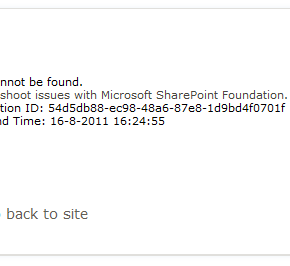 nnot be found.
shoot issues with Microsoft SharePoint Foundation.
tion ID: 54d5db88-ec98-48a6-87e8-1d9bd4f0701f
nd Time: 16-8-2011 16:24:55
back to site